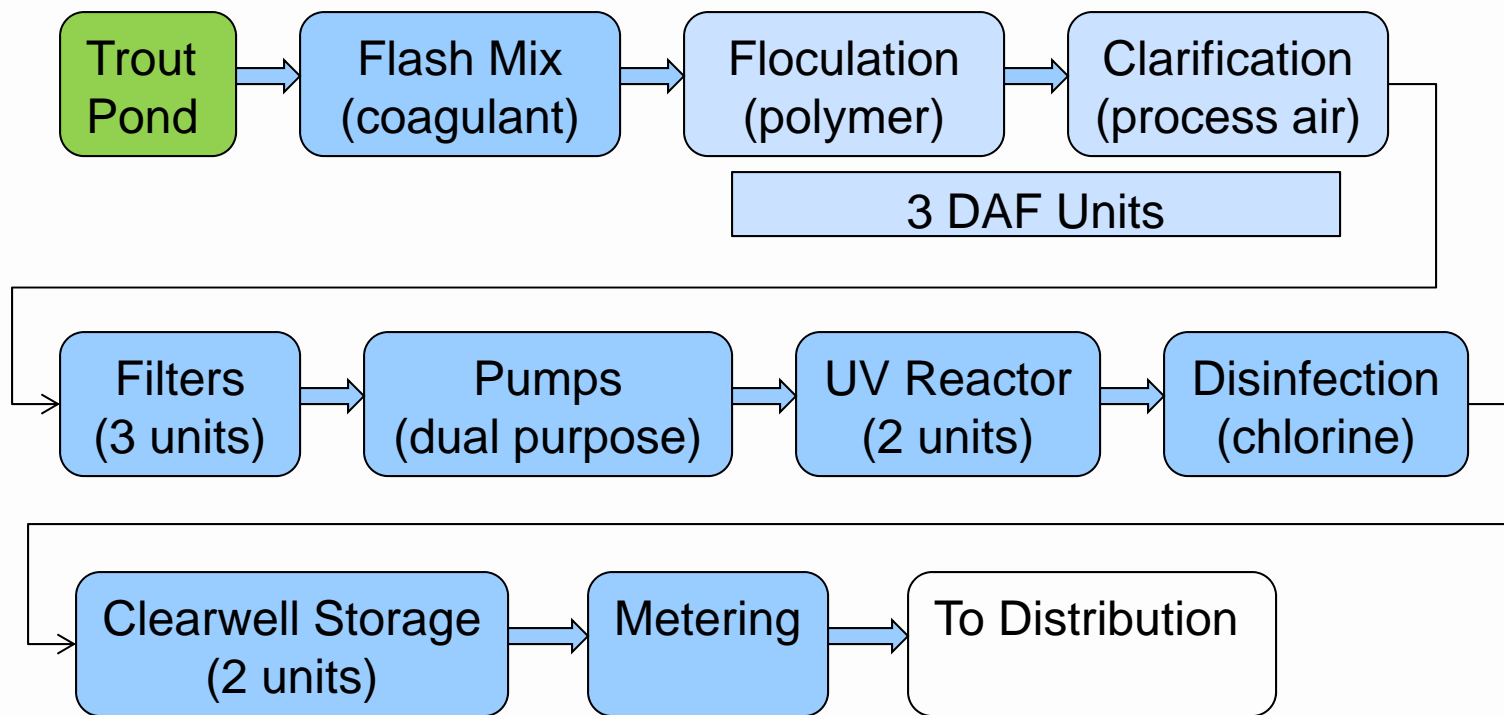 Trout
Pond
Flash Mix
(coagulant)
Floculation
(polymer)
Clarification
(process air)
3 DAF Units
Filters
(3 units)
Pumps
(dual purpose)
UV Reactor
(2 units)
Disinfection
(chlorine)
Clearwell Storage
(2 units)
Metering
To Distribution